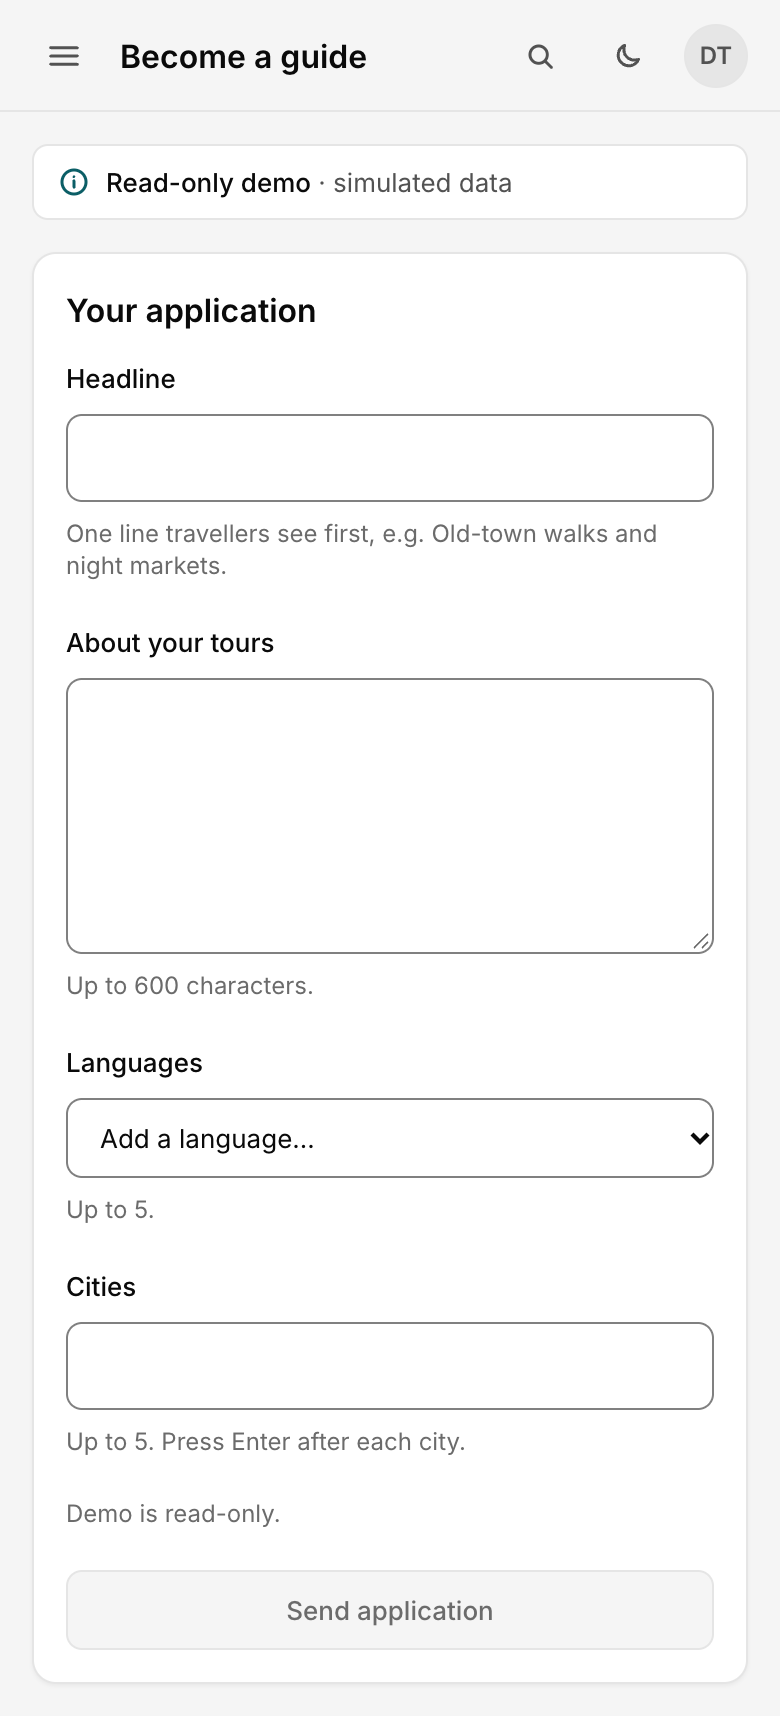 Become a guide
DT
Read-only demo · simulated data
Your application
Headline
One line travellers see first, e.g. Old-town walks and
night markets.
About your tours
Up to 600 characters.
Languages
Add a language...
Up to 5.
Cities
Up to 5. Press Enter after each city.
Demo is read-only.
Send application